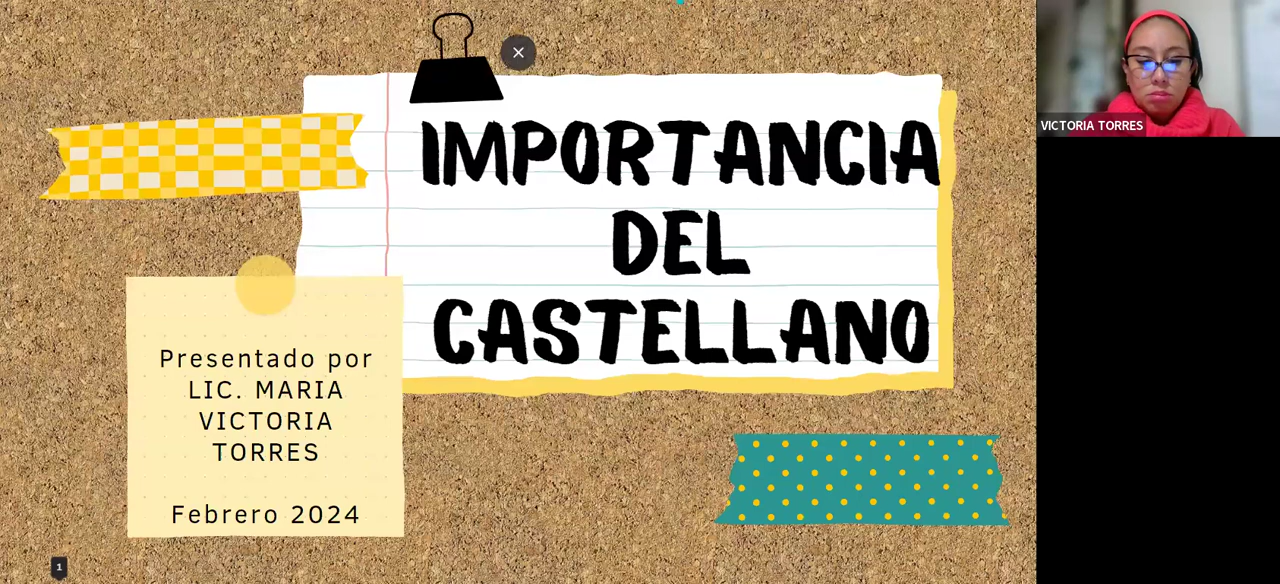 IMPORTANCIA
DEL
CASTELLANO
Presentado por
LIC. MARIA
VICTORIA
TORRES
Febrero 2024
1
VICTORIA TORRES